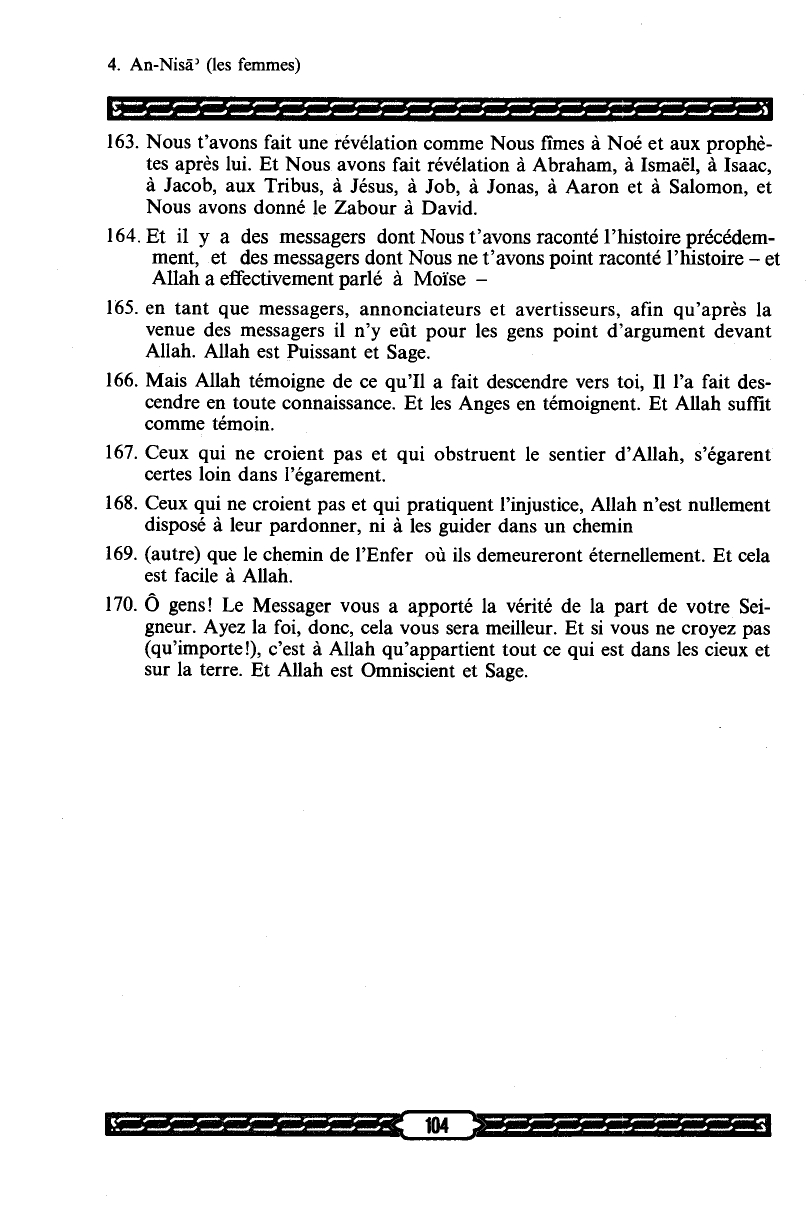 4. An-Nisāʾ (les femmes)
163. Nous t’avons fait une révélation comme Nous fîmes à Noé et aux prophè-
tes après lui. Et Nous avons fait révélation à Abraham, à Ismaël, à Isaac,
à Jacob, aux Tribus, à Jésus, à Job, à Jonas, à Aaron et à Salomon, et
Nous avons donné le Zabour à David.
164. Et il y a des messagers dont Nous t’avons raconté l’histoire précédem-
ment, et des messagers dont Nous ne t’avons point raconté l’histoire – et
Allah a effectivement parlé à Moïse –
165. en tant que messagers, annonciateurs et avertisseurs, afin qu’après la
venue des messagers il n’y eût pour les gens point d’argument devant
Allah. Allah est Puissant et Sage.
166. Mais Allah témoigne de ce qu’Il a fait descendre vers toi, Il l’a fait des-
cendre en toute connaissance. Et les Anges en témoignent. Et Allah suffit
comme témoin.
167. Ceux qui ne croient pas et qui obstruent le sentier d’Allah, s’égarent
certes loin dans l’égarement.
168. Ceux qui ne croient pas et qui pratiquent l’injustice, Allah n’est nullement
disposé à leur pardonner, ni à les guider dans un chemin
169. (autre) que le chemin de l’Enfer où ils demeureront éternellement. Et cela
est facile à Allah.
170. Ô gens! Le Messager vous a apporté la vérité de la part de votre Sei-
gneur. Ayez la foi, donc, cela vous sera meilleur. Et si vous ne croyez pas
(qu’importe!), c’est à Allah qu’appartient tout ce qui est dans les cieux et
sur la terre. Et Allah est Omniscient et Sage.
104